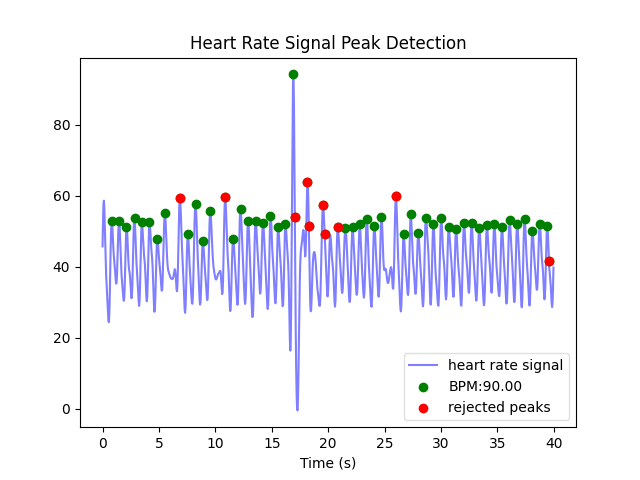 Heart Rate Signal Peak Detection
80
60
40
20
0
heart rate signal
BPM:90.00
rejected peaks
0 5 10 15 20 25 30 35 40
Time (s)